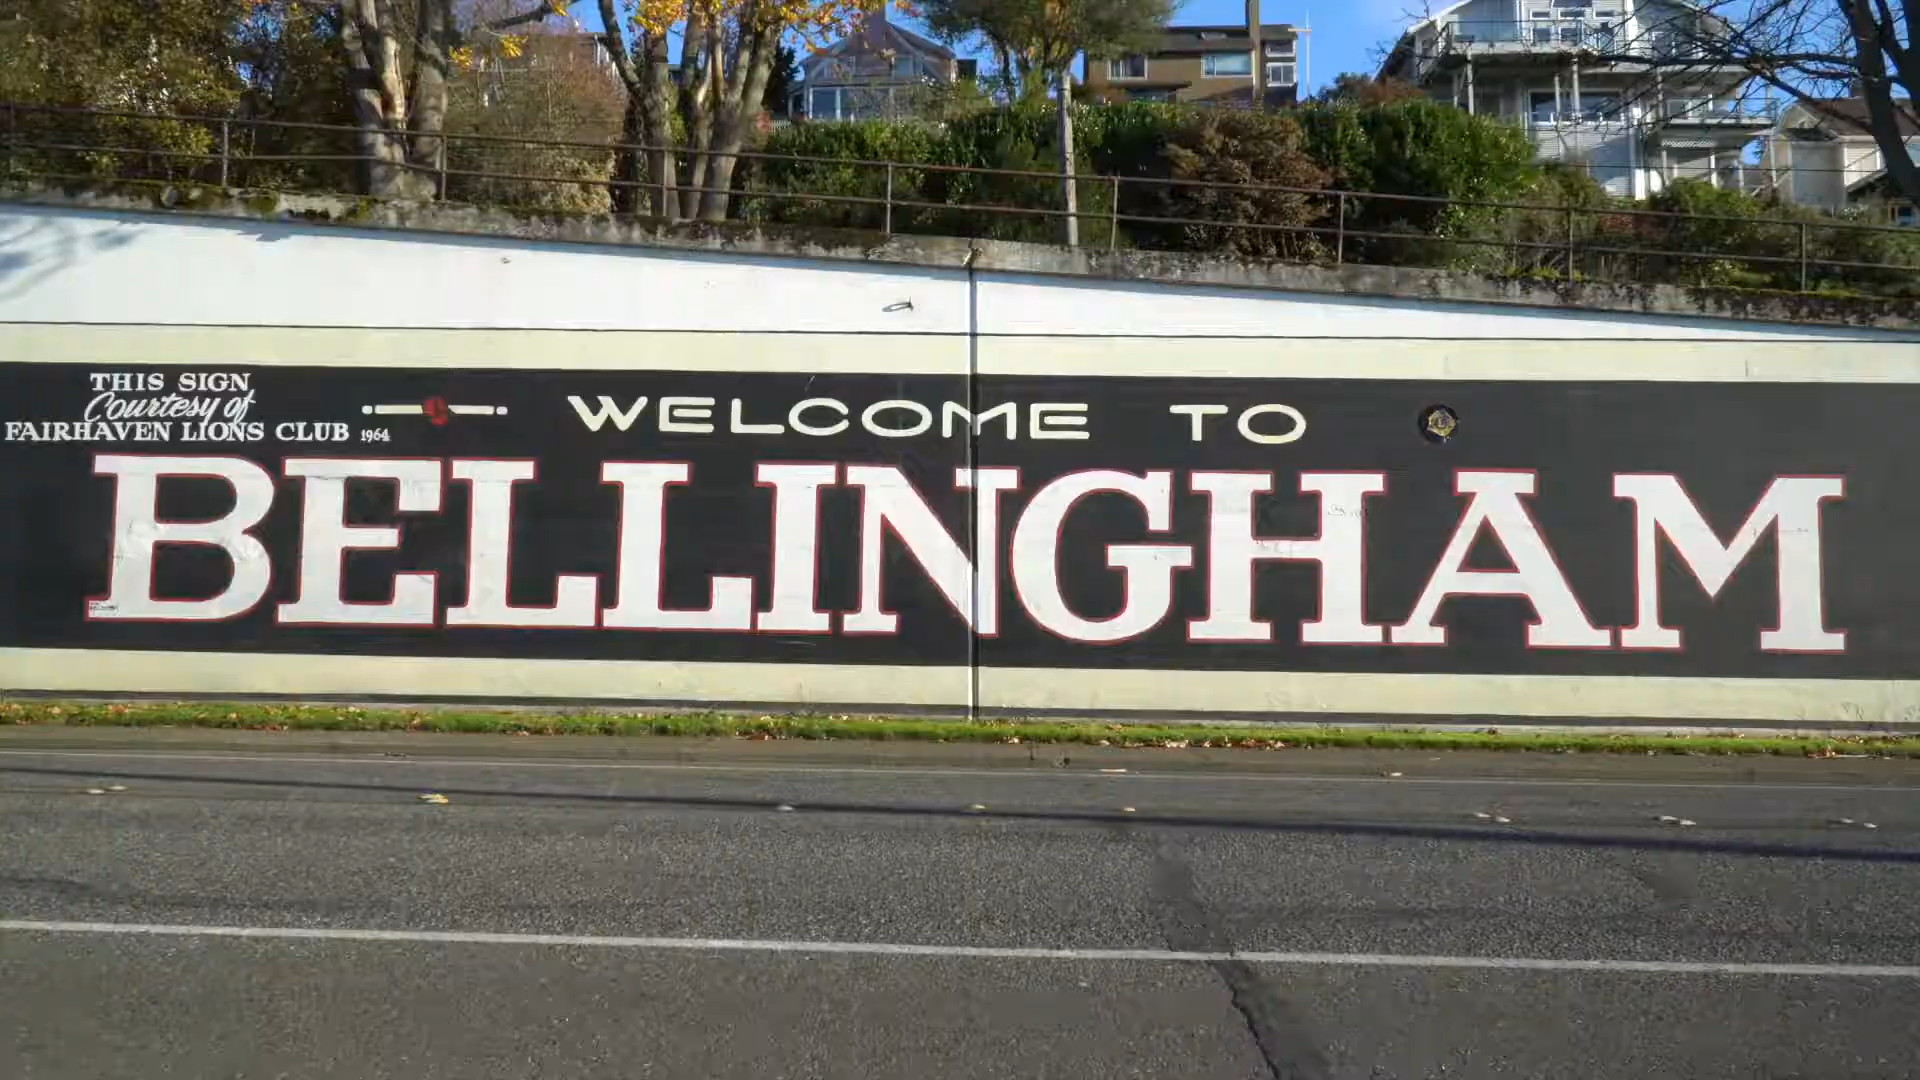 THIS SIGN
Courtesy of
FAIRHAVEN LIONS CLUB 1964
WELCOME TO
BELLINGHAM